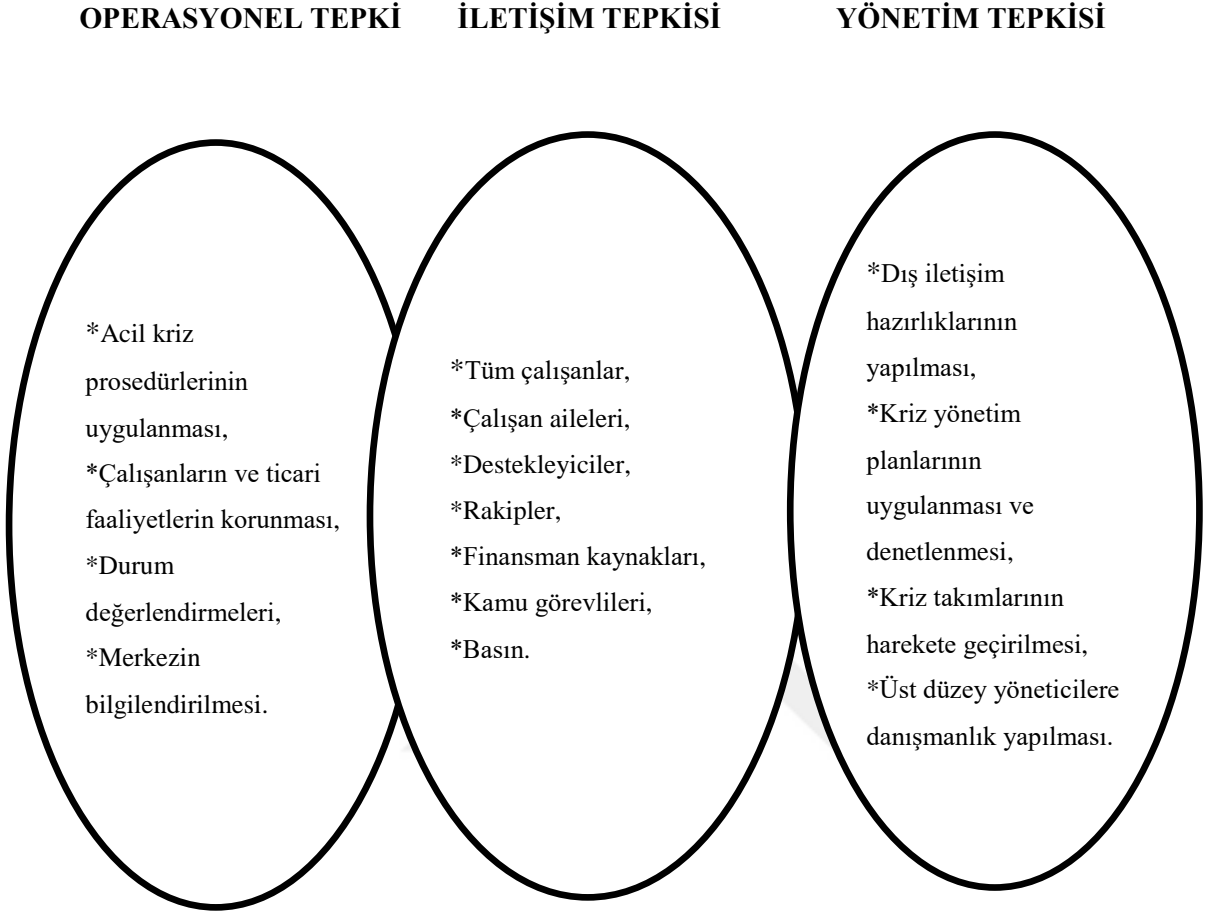 OPERASYONEL TEPKİ
İLETİŞİM TEPKİSİ
YÖNETİM TEPKİSİ
*Acil kriz
prosedürlerinin
uygulanması,
*Çalışanların ve ticari
faaliyetlerin korunması,
*Durum
değerlendirmeleri,
*Merkezin
bilgilendirilmesi.
*Tüm çalışanlar,
*Çalışan aileleri,
*Destekleyiciler,
*Rakipler,
*Finansman kaynakları,
*Kamu görevlileri,
*Basın.
*Dış iletişim
hazırlıklarının
yapılması,
*Kriz yönetim
planlarının
uygulanması ve
denetlenmesi,
*Kriz takımlarının
harekete geçirilmesi,
*Üst düzey yöneticilere
danışmanlık yapılması.